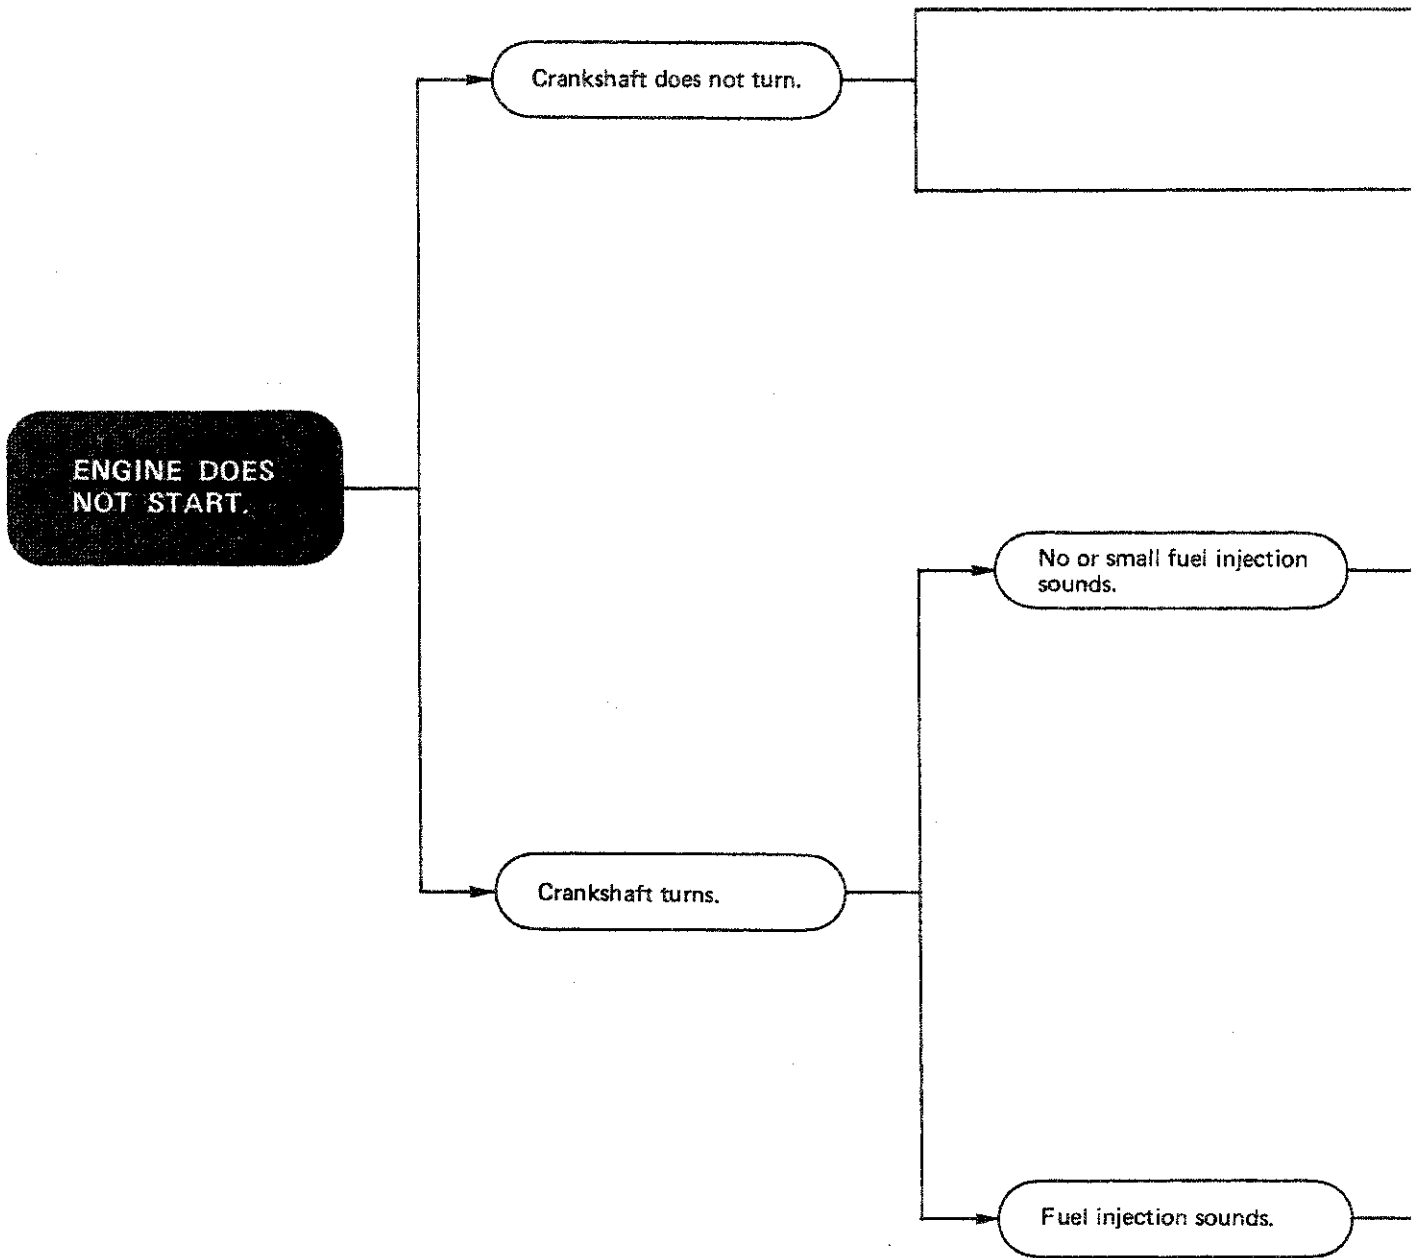 Crankshaft does not turn.
ENGINE DOES
NOT START.
No or small fuel injection
sounds.
Crankshaft turns.
Fuel injection sounds.